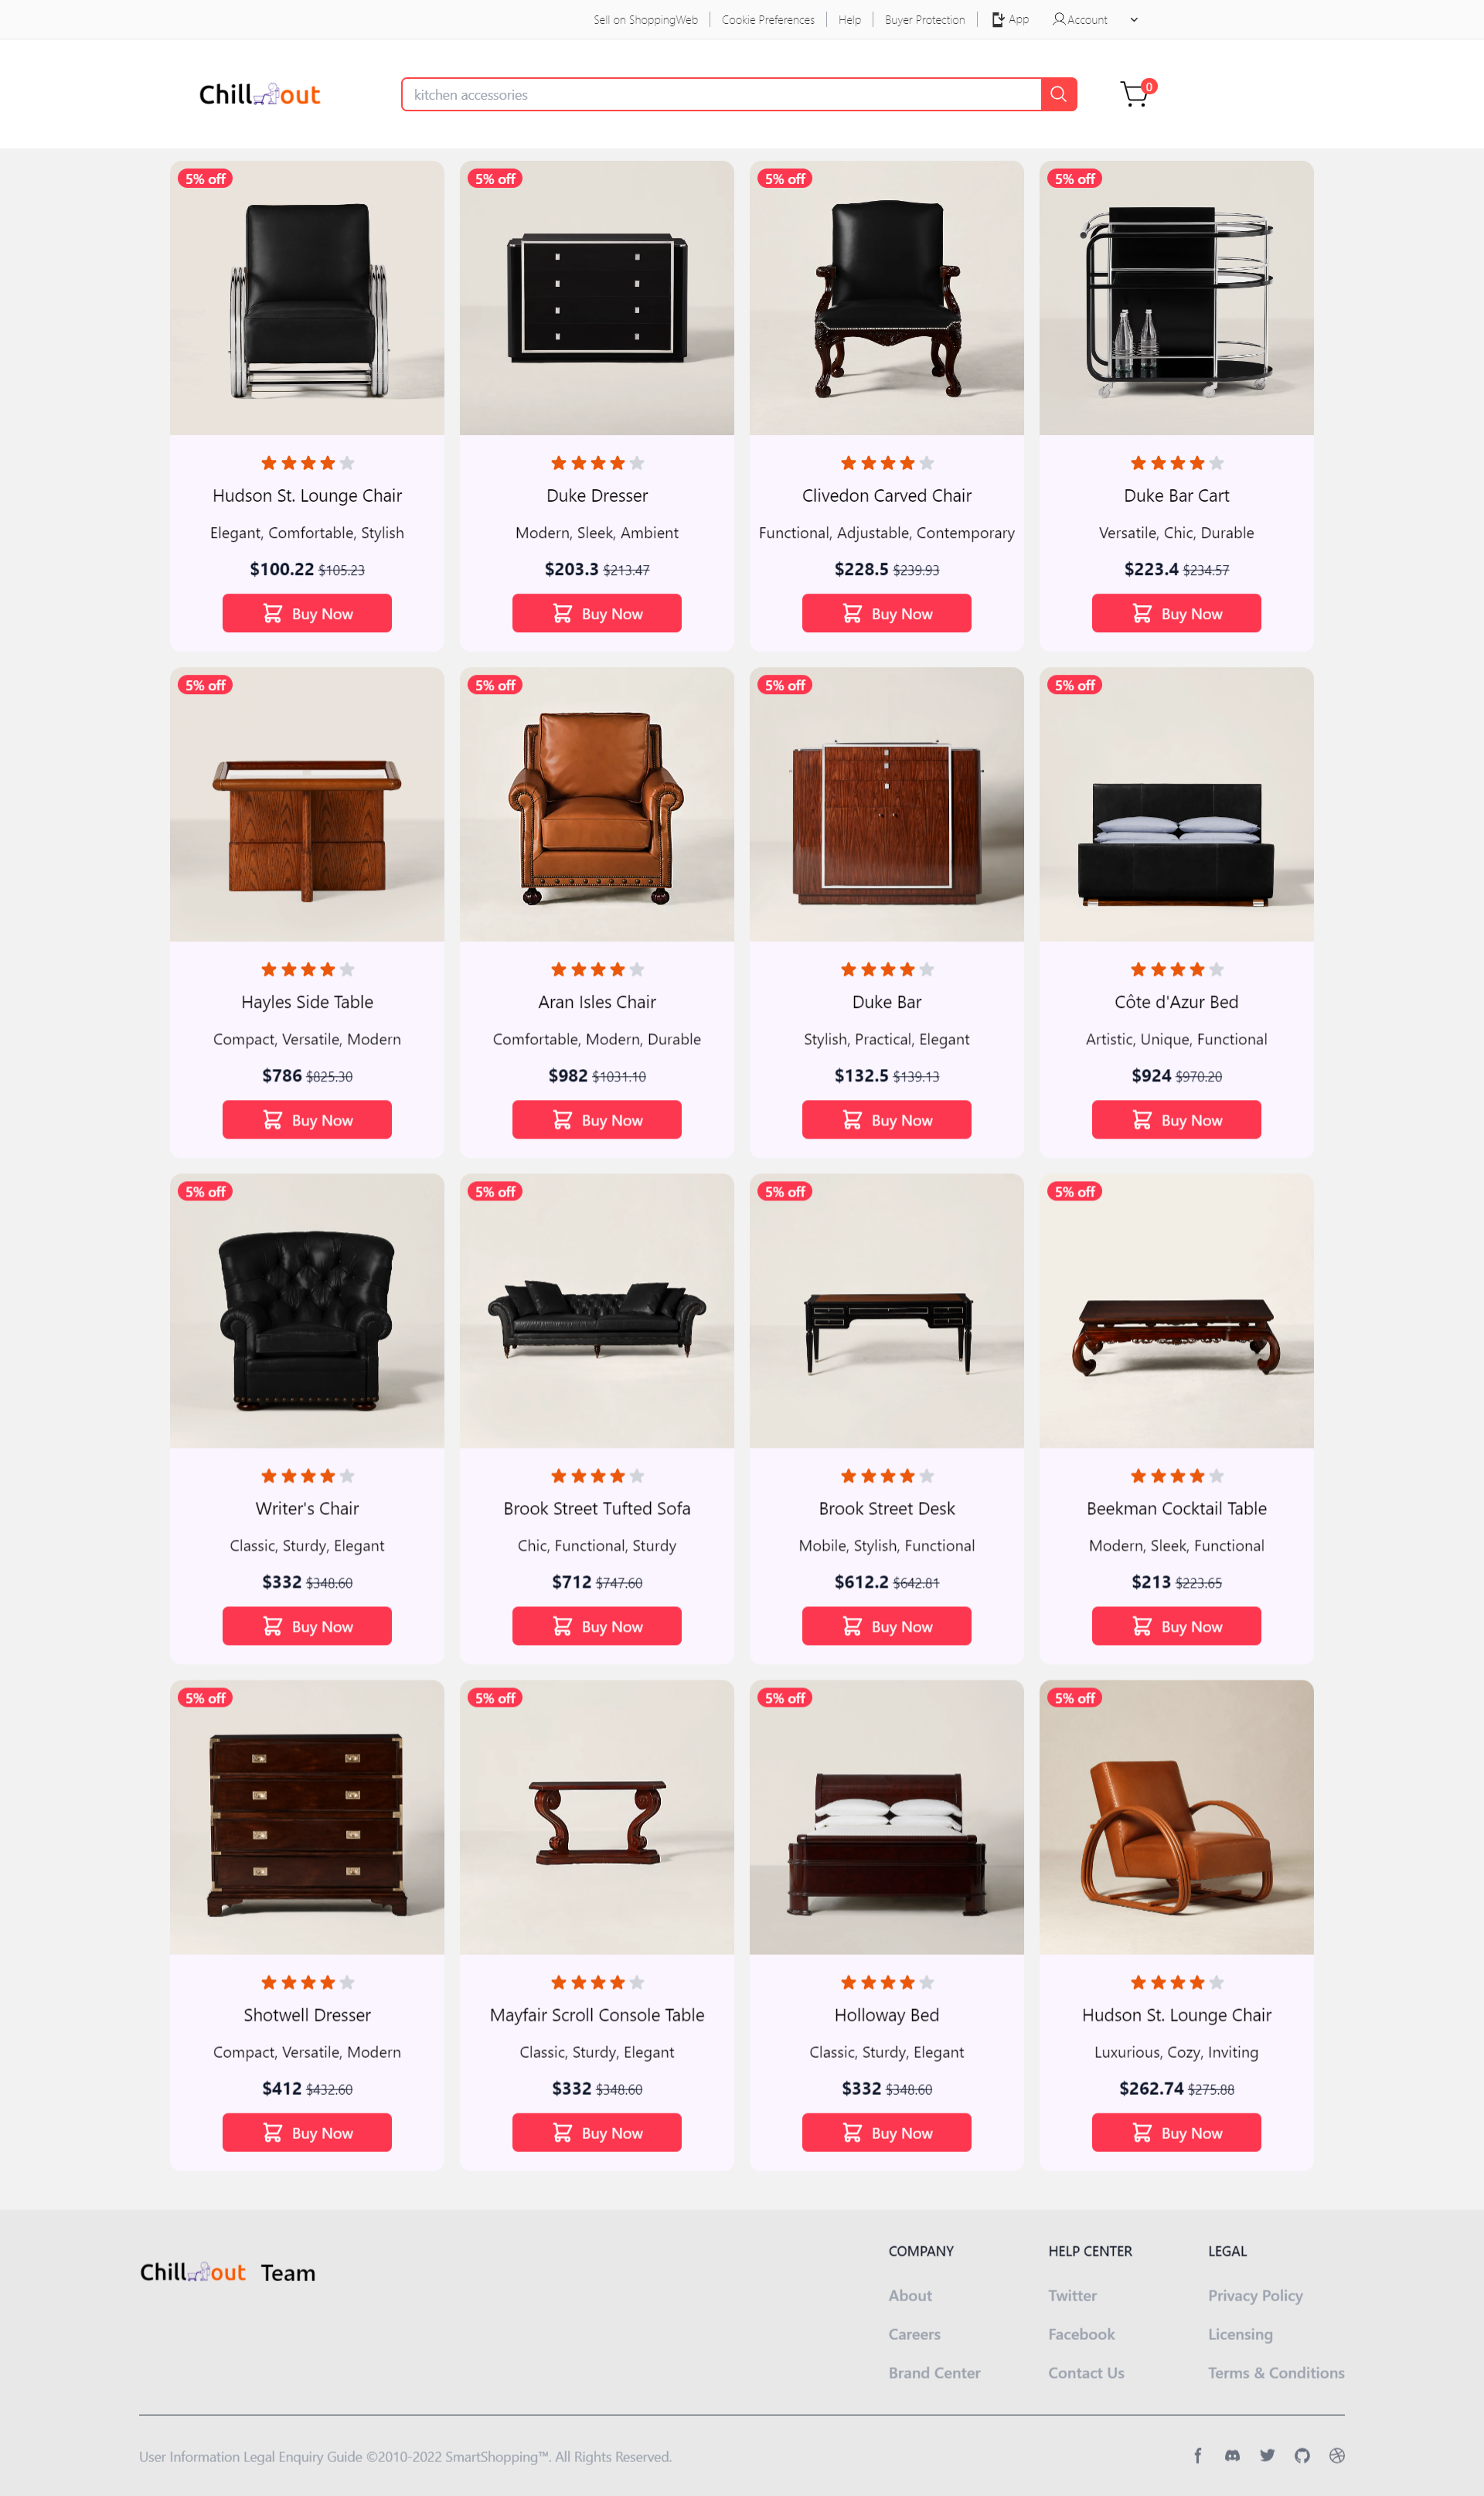 Sell on ShoppingWeb Cookie Preferences Help Buyer Protection App Account
Chill out kitchen accessories 0
5% off 5% off 5% off 5% off
Hudson St. Lounge Chair Duke Dresser Clivedon Carved Chair Duke Bar Cart
Elegant, Comfortable, Stylish Modern, Sleek, Ambient Functional, Adjustable, Contemporary Versatile, Chic, Durable
$100.22 $105.23 $203.3 $213.47 $228.5 $239.93 $223.4 $234.57
Buy Now Buy Now Buy Now Buy Now
5% off 5% off 5% off 5% off
Hayles Side Table Aran Isles Chair Duke Bar Côte d'Azur Bed
Compact, Versatile, Modern Comfortable, Modern, Durable Stylish, Practical, Elegant Artistic, Unique, Functional
$786 $825.30 $982 $1031.10 $132.5 $139.13 $924 $970.20
Buy Now Buy Now Buy Now Buy Now
5% off 5% off 5% off 5% off
Writer's Chair Brook Street Tufted Sofa Brook Street Desk Beekman Cocktail Table
Classic, Sturdy, Elegant Chic, Functional, Sturdy Mobile, Stylish, Functional Modern, Sleek, Functional
$332 $348.60 $712 $747.60 $612.2 $642.81 $213 $223.65
Buy Now Buy Now Buy Now Buy Now
5% off 5% off 5% off 5% off
Shotwell Dresser Mayfair Scroll Console Table Holloway Bed Hudson St. Lounge Chair
Compact, Versatile, Modern Classic, Sturdy, Elegant Classic, Sturdy, Elegant Luxurious, Cozy, Inviting
$412 $432.60 $332 $348.60 $332 $348.60 $262.74 $275.88
Buy Now Buy Now Buy Now Buy Now
Chill out Team
COMPANY HELP CENTER LEGAL
About Twitter Privacy Policy
Careers Facebook Licensing
Brand Center Contact Us Terms & Conditions
User Information Legal Enquiry Guide ©2010-2022 SmartShopping™. All Rights Reserved.